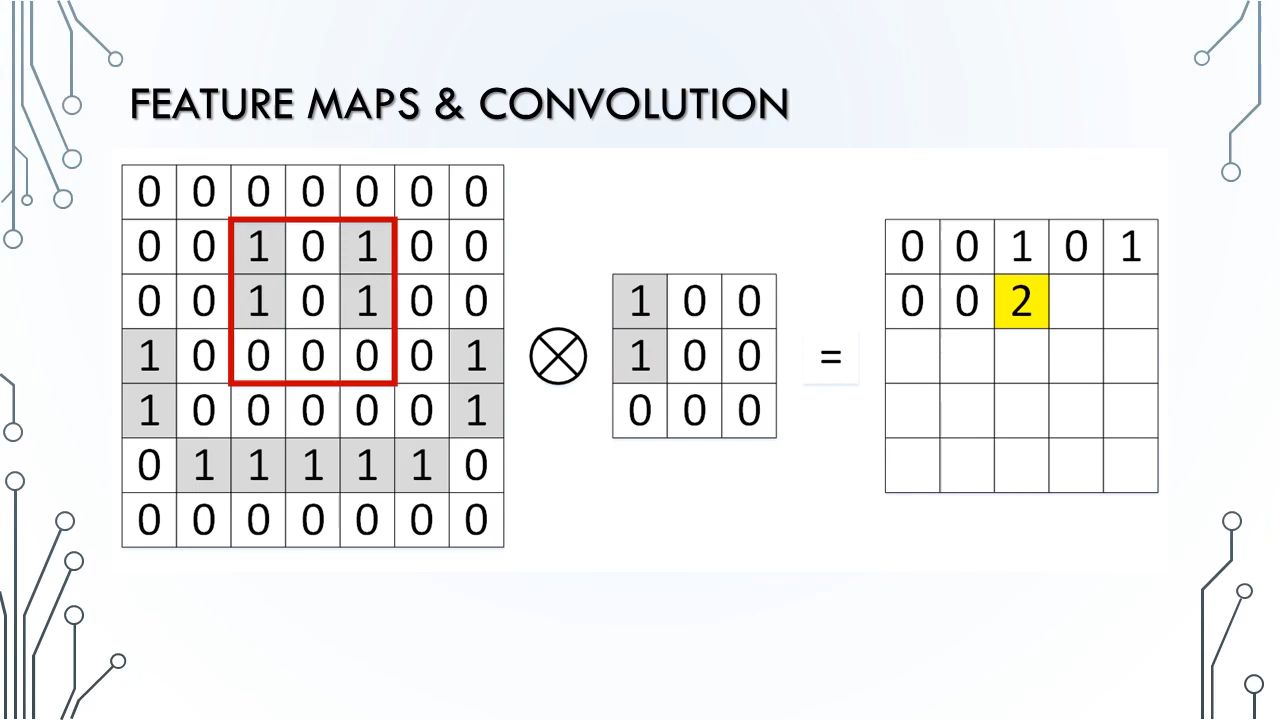 FEATURE MAPS & CONVOLUTION
0 0 0 0 0 0 0
0 0 1 0 1 0 0
0 0 1 0 1 0 0
1 0 0 0 0 0 1
1 0 0 0 0 0 1
0 1 1 1 1 1 0
0 0 0 0 0 0 0
⊗
1 0 0
1 0 0
0 0 0
=
0 0 1 0 1
0 0 2